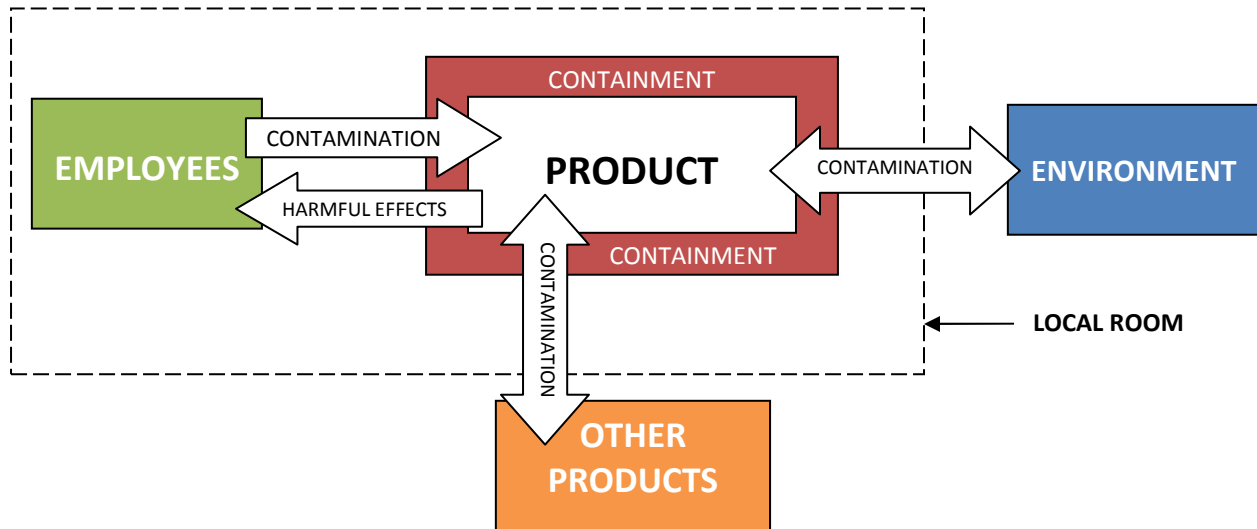 CONTAINMENT
EMPLOYEES
CONTAMINATION
HARMFUL EFFECTS
PRODUCT
CONTAMINATION
ENVIRONMENT
CONTAINMENT
CONTAMINATION
LOCAL ROOM
OTHER
PRODUCTS